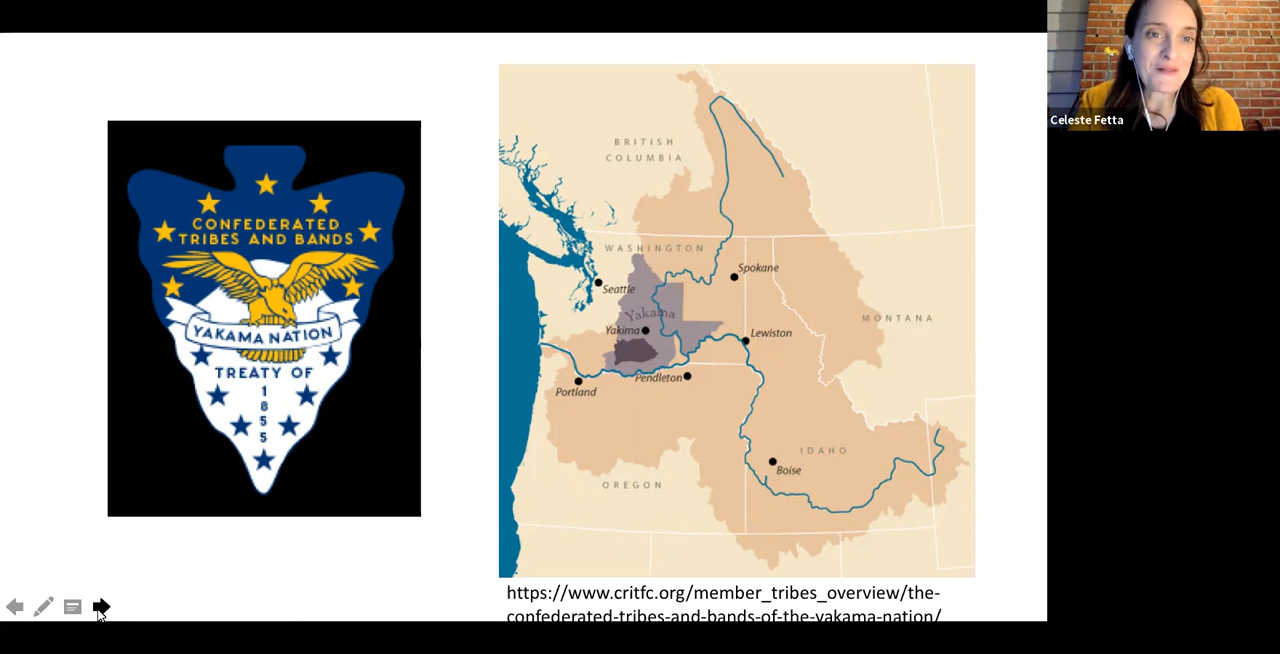 CONFEDERATED
TRIBES AND BANDS
YAKAMA NATION
TREATY OF
1
8
5
5
BRITISH
COLUMBIA
WASHINGTON
Seattle
Spokane
Yakama
Yakima
MONTANA
Lewiston
Pendleton
Portland
IDAHO
Boise
OREGON
https://www.critfc.org/member_tribes_overview/the-
confederated-tribes-and-bands-of-the-yakama-nation/
Celeste Fetta